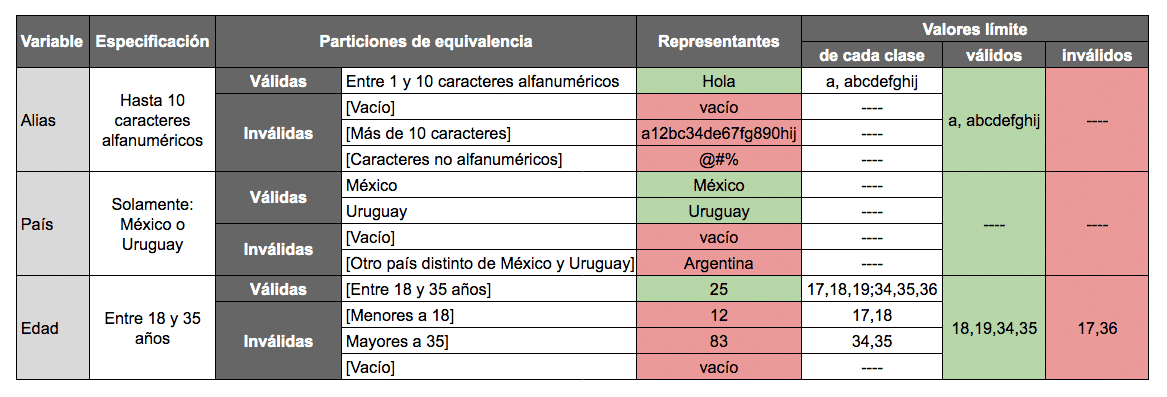 Variable Especificación Particiones de equivalencia Representantes Valores límite
de cada clase válidos inválidos
Alias Hasta 10 caracteres alfanuméricos Válidas Entre 1 y 10 caracteres alfanuméricos Hola a, abcdefghij a, abcdefghij ----
Inválidas [Vacío] vacío ----
[Más de 10 caracteres] a12bc34de67fg890hij ----
[Caracteres no alfanuméricos] @#% ----
País Solamente: México o Uruguay Válidas México México ---- ---- ----
Uruguay Uruguay ----
Inválidas [Vacío] vacío ----
[Otro país distinto de México y Uruguay] Argentina ----
Edad Entre 18 y 35 años Válidas [Entre 18 y 35 años] 25 17,18,19;34,35,36 18,19,34,35 17,36
Inválidas [Menores a 18] 12 17,18
Mayores a 35] 83 34,35
[Vacío] vacío ----